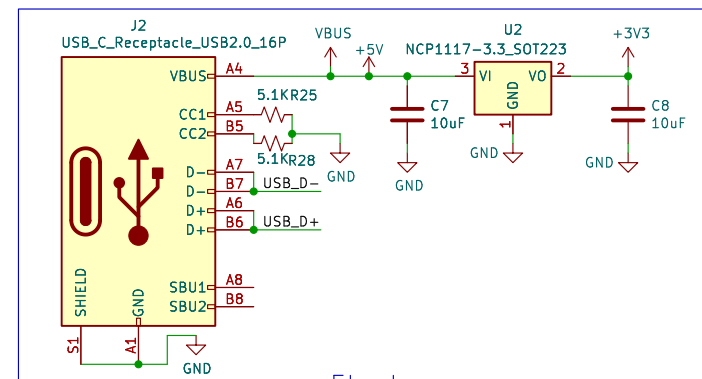 J2
USB_C_Receptacle_USB2.0_16P
VBUS
+5V
U2
NCP1117-3.3_SOT223
+3V3
VBUS A4
3 VI VO 2
GND
1
CC1 A5
5.1K R25
CC2 B5
5.1K R28
GND
C7
10uF
GND
GND
C8
10uF
GND
D- A7
D- B7 USB_D-
D+ A6
D+ B6 USB_D+
SBU1 A8
SBU2 B8
SHIELD
GND
S1
A1
GND